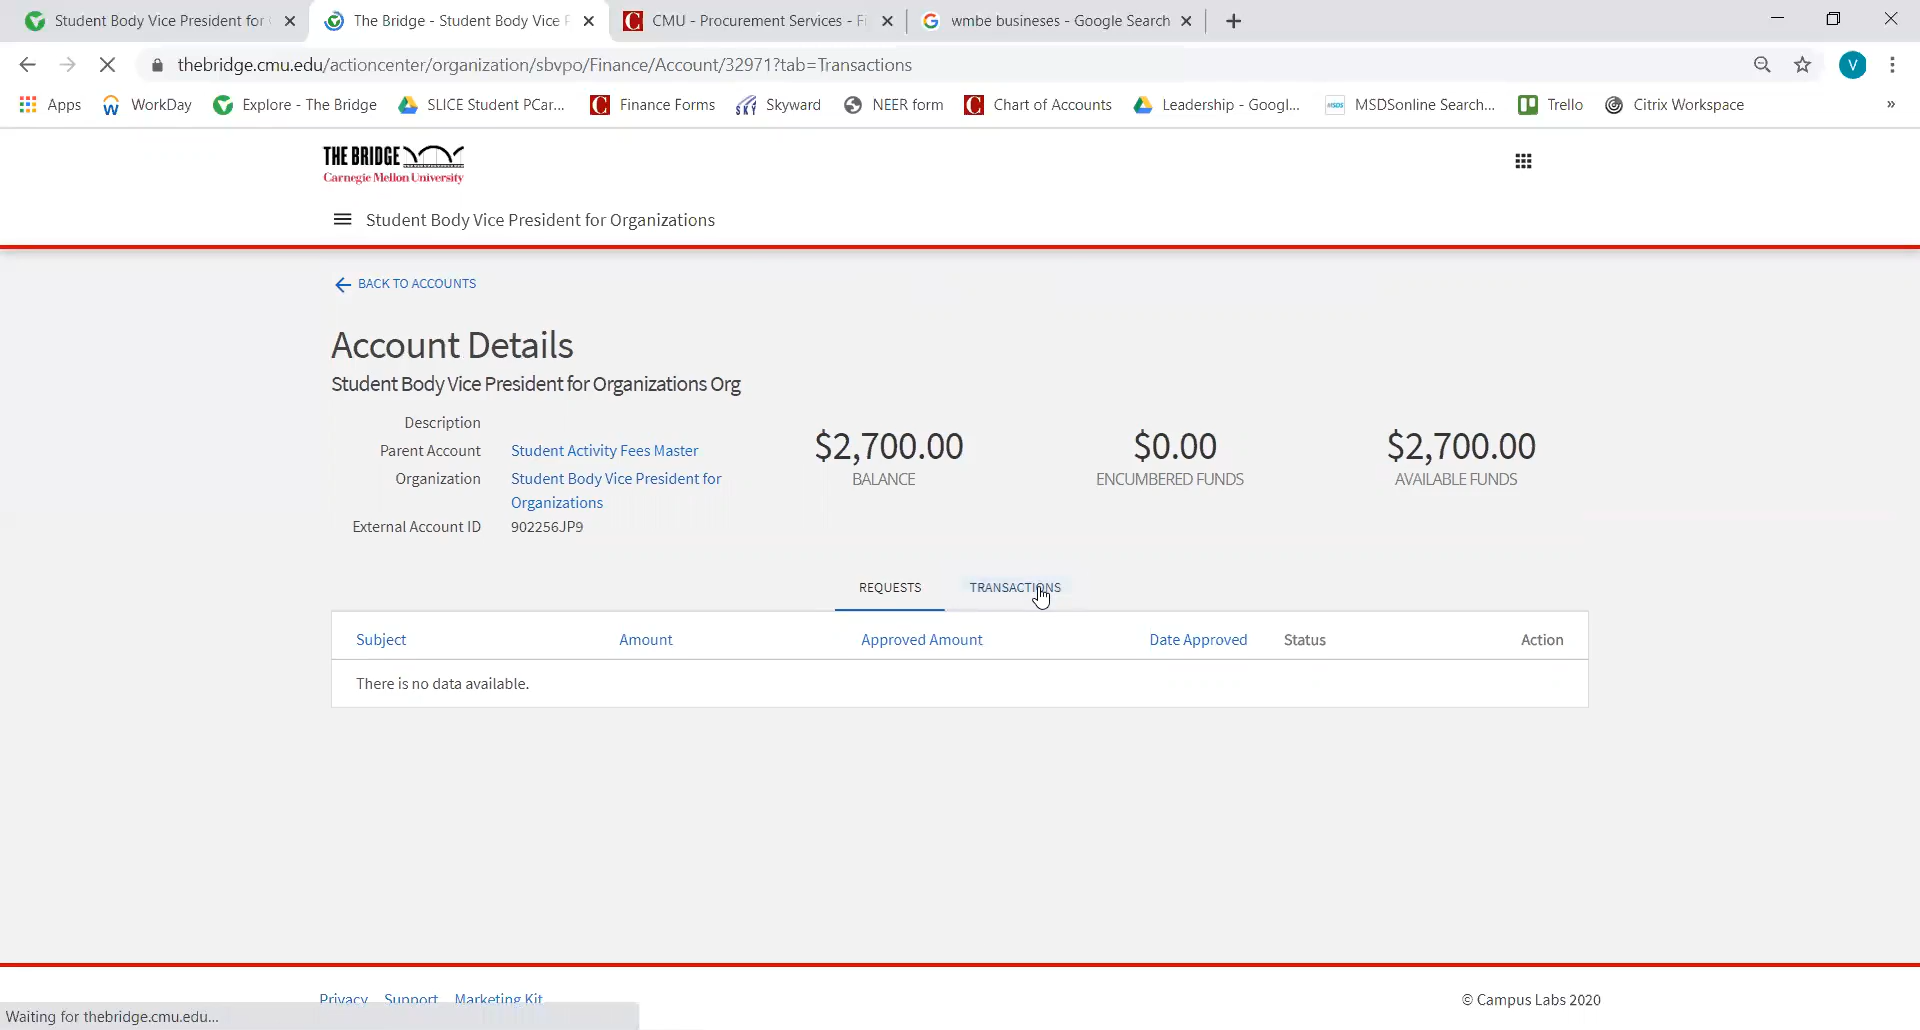 Student Body Vice President for
The Bridge - Student Body Vice P
CMU - Procurement Services - Fi
wmbe busineses - Google Search
thebridge.cmu.edu/actioncenter/organization/sbvpo/Finance/Account/32971?tab=Transactions
V
Apps
WorkDay
Explore - The Bridge
SLICE Student PCar...
Finance Forms
Skyward
NEER form
Chart of Accounts
Leadership - Googl...
MSDSonline Search...
Trello
Citrix Workspace
»
THE BRIDGE
Carnegie Mellon University
Student Body Vice President for Organizations
BACK TO ACCOUNTS
Account Details
Student Body Vice President for Organizations Org
Description
Parent Account Student Activity Fees Master
Organization Student Body Vice President for
Organizations
External Account ID 902256JP9
$2,700.00
BALANCE
$0.00
ENCUMBERED FUNDS
$2,700.00
AVAILABLE FUNDS
REQUESTS TRANSACTIONS
Subject Amount Approved Amount Date Approved Status Action
There is no data available.
Privacy Support Marketing Kit
© Campus Labs 2020
Waiting for thebridge.cmu.edu...